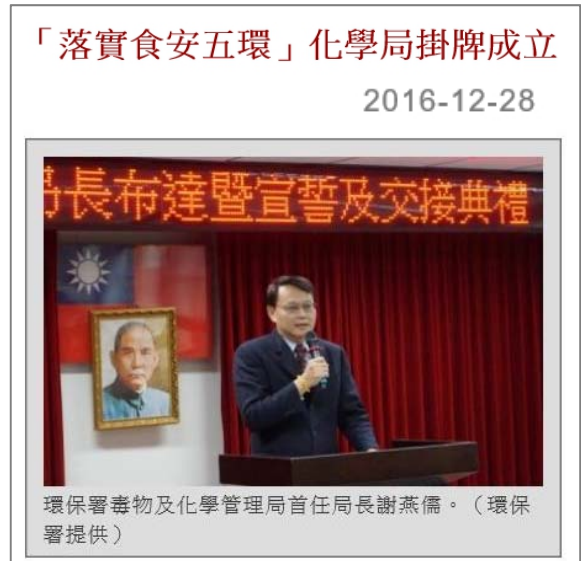 「落實食安五環」化學局掛牌成立
2016-12-28
局長布達暨宣誓及交接典禮
環保署毒物及化學管理局首任局長謝燕儒。（環保
署提供）